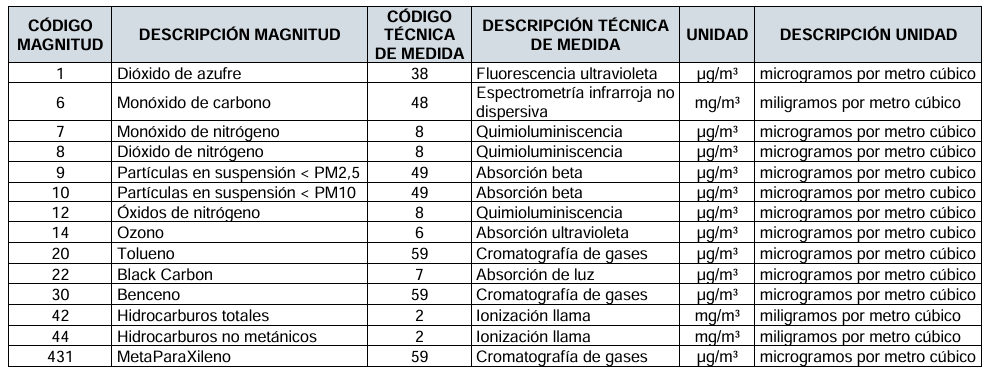 CÓDIGO MAGNITUD DESCRIPCIÓN MAGNITUD CÓDIGO TÉCNICA DE MEDIDA DESCRIPCIÓN TÉCNICA DE MEDIDA UNIDAD DESCRIPCIÓN UNIDAD
1 Dióxido de azufre 38 Fluorescencia ultravioleta µg/m³ microgramos por metro cúbico
6 Monóxido de carbono 48 Espectrometría infrarroja no dispersiva mg/m³ miligramos por metro cúbico
7 Monóxido de nitrógeno 8 Quimioluminiscencia µg/m³ microgramos por metro cúbico
8 Dióxido de nitrógeno 8 Quimioluminiscencia µg/m³ microgramos por metro cúbico
9 Partículas en suspensión < PM2,5 49 Absorción beta µg/m³ microgramos por metro cúbico
10 Partículas en suspensión < PM10 49 Absorción beta µg/m³ microgramos por metro cúbico
12 Óxidos de nitrógeno 8 Quimioluminiscencia µg/m³ microgramos por metro cúbico
14 Ozono 6 Absorción ultravioleta µg/m³ microgramos por metro cúbico
20 Tolueno 59 Cromatografía de gases µg/m³ microgramos por metro cúbico
22 Black Carbon 7 Absorción de luz µg/m³ microgramos por metro cúbico
30 Benceno 59 Cromatografía de gases µg/m³ microgramos por metro cúbico
42 Hidrocarburos totales 2 Ionización llama mg/m³ miligramos por metro cúbico
44 Hidrocarburos no metánicos 2 Ionización llama mg/m³ miligramos por metro cúbico
431 MetaParaXileno 59 Cromatografía de gases µg/m³ microgramos por metro cúbico